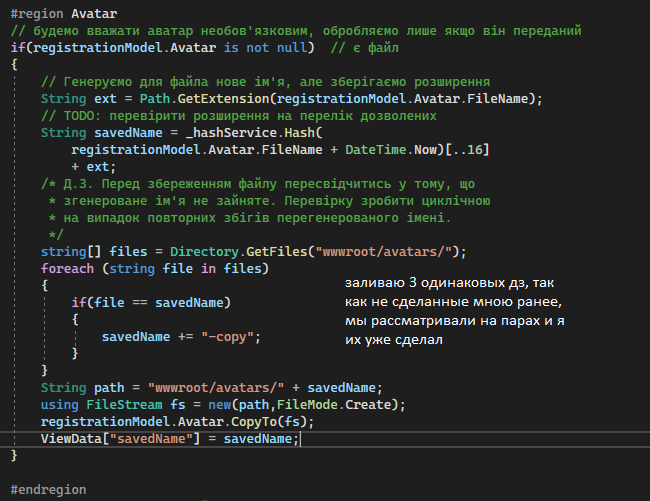 #region Avatar
// будемо вважати аватар необов'язковим, обробляємо лише якщо він переданий
if(registrationModel.Avatar is not null)  // є файл
{
    // Генеруємо для файла нове ім'я, але зберігаємо розширення
    String ext = Path.GetExtension(registrationModel.Avatar.FileName);
    // TODO: перевірити розширення на перелік дозволених
    String savedName = _hashService.Hash(
        registrationModel.Avatar.FileName + DateTime.Now)[..16]
        + ext;
    /* Д.З. Перед збереженням файлу пересвідчитись у тому, що
     * згенероване ім'я не зайняте. Перевірку зробити циклічною
     * на випадок повторних збігів перегенерованого імені.
     */
    string[] files = Directory.GetFiles("wwwroot/avatars/");
    foreach (string file in files)
    {
        if(file == savedName)
        {
            savedName += "-copy";
        }
    }
    String path = "wwwroot/avatars/" + savedName;
    using FileStream fs = new(path,FileMode.Create);
    registrationModel.Avatar.CopyTo(fs);
    ViewData["savedName"] = savedName;
}
#endregion
заливаю 3 одинаковых дз, так
как не сделанные мною ранее,
мы рассматривали на парах и я
их уже сделал